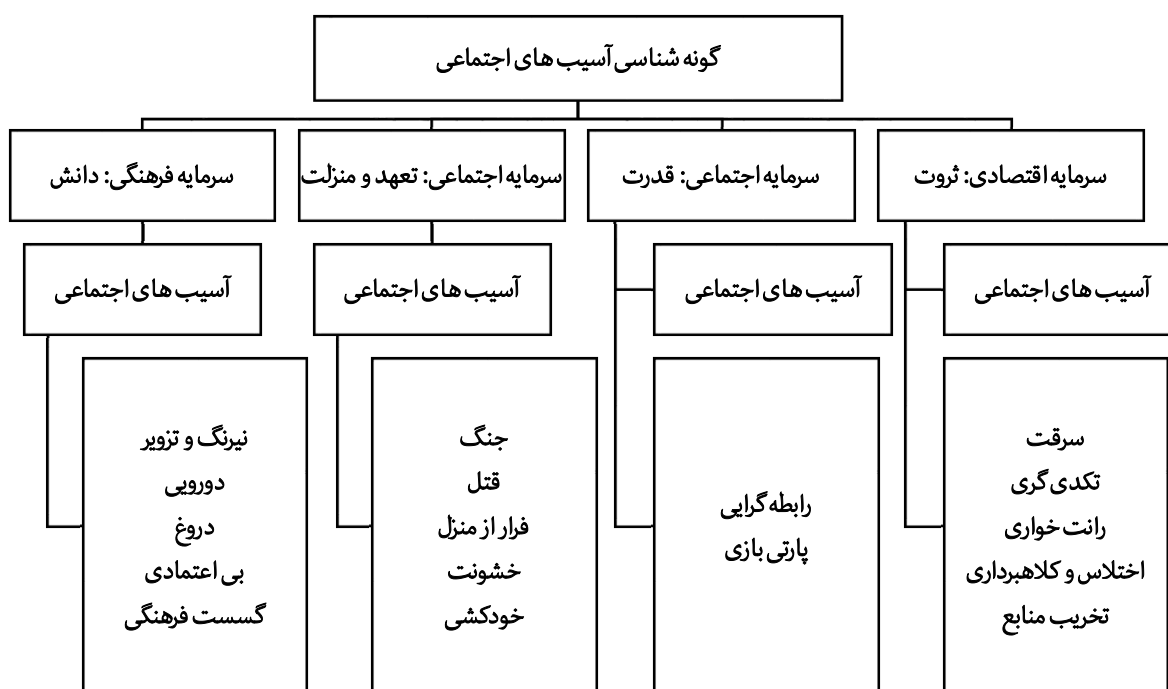 گونه شناسی آسیب های اجتماعی
سرمایه اقتصادی: ثروت
سرمایه اجتماعی: قدرت
سرمایه اجتماعی: تعهد و منزلت
سرمایه فرهنگی: دانش
آسیب های اجتماعی
آسیب های اجتماعی
آسیب های اجتماعی
آسیب های اجتماعی
سرقت
تکدی گری
رانت خواری
اختلاس و کلاهبرداری
تخریب منابع
رابطه گرایی
پارتی بازی
جنگ
قتل
فرار از منزل
خشونت
خودکشی
نیرنگ و تزویر
دورویی
دروغ
بی اعتمادی
گسست فرهنگی